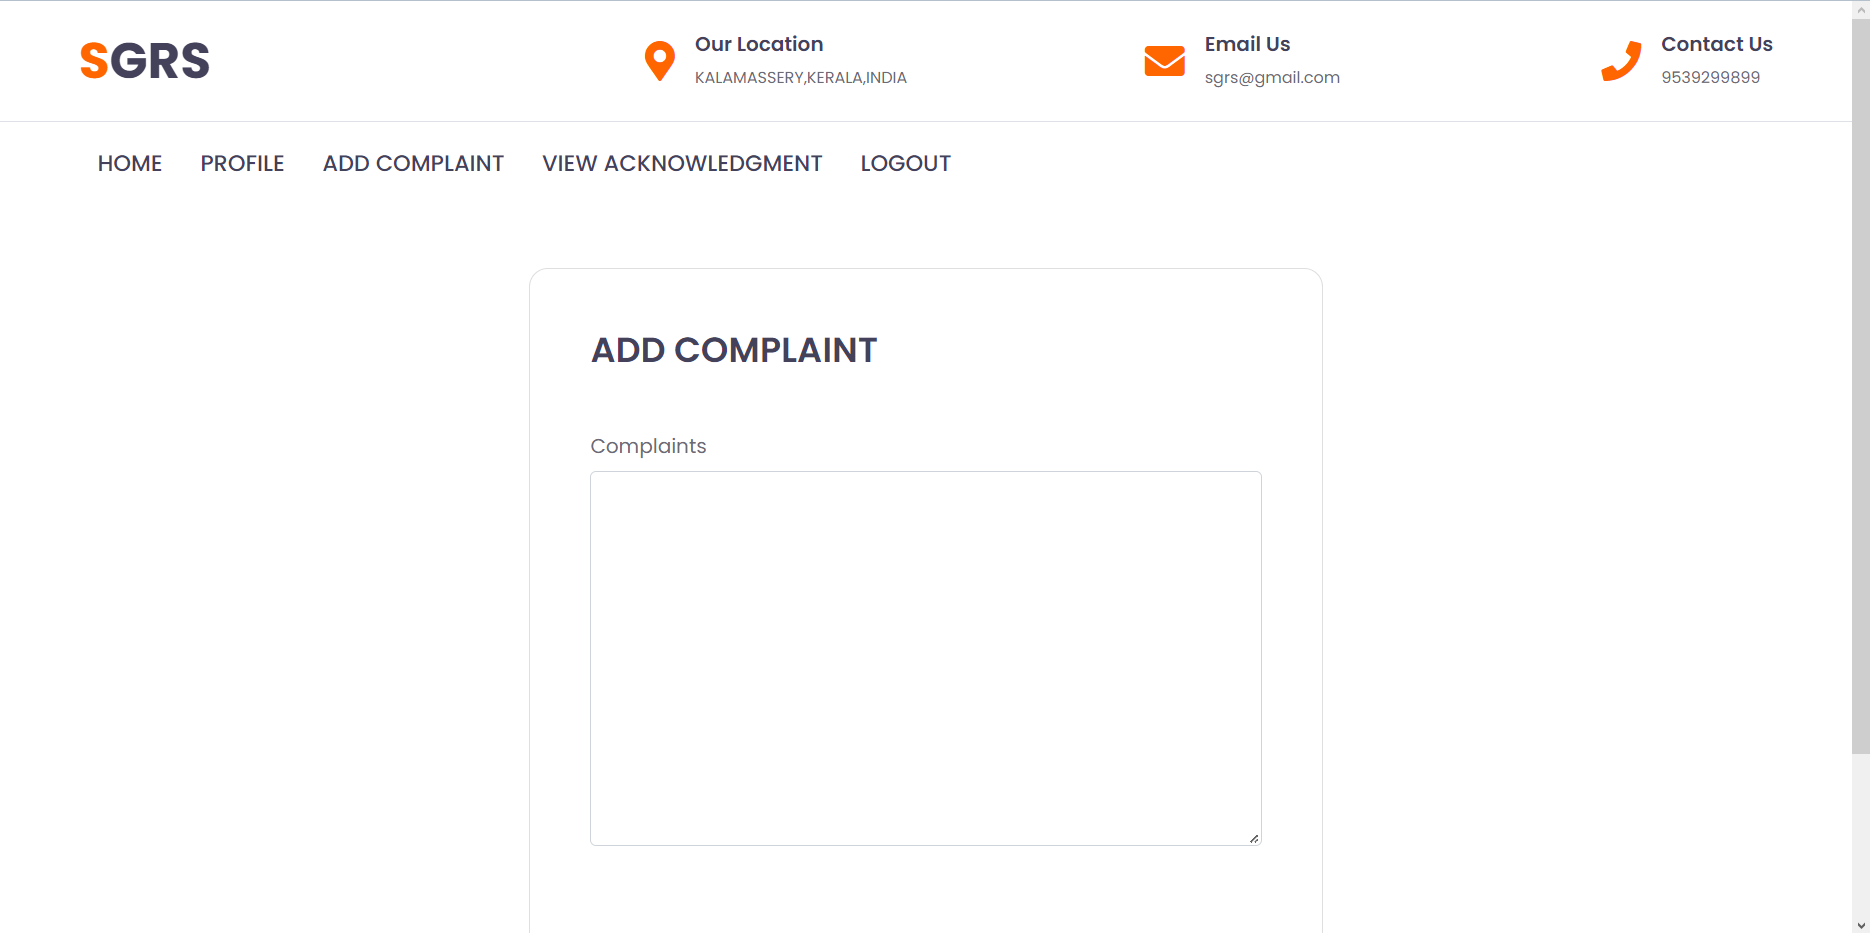 SGRS
Our Location
KALAMASSERY,KERALA,INDIA
Email Us
sgrs@gmail.com
Contact Us
9539299899
HOME PROFILE ADD COMPLAINT VIEW ACKNOWLEDGMENT LOGOUT
ADD COMPLAINT
Complaints